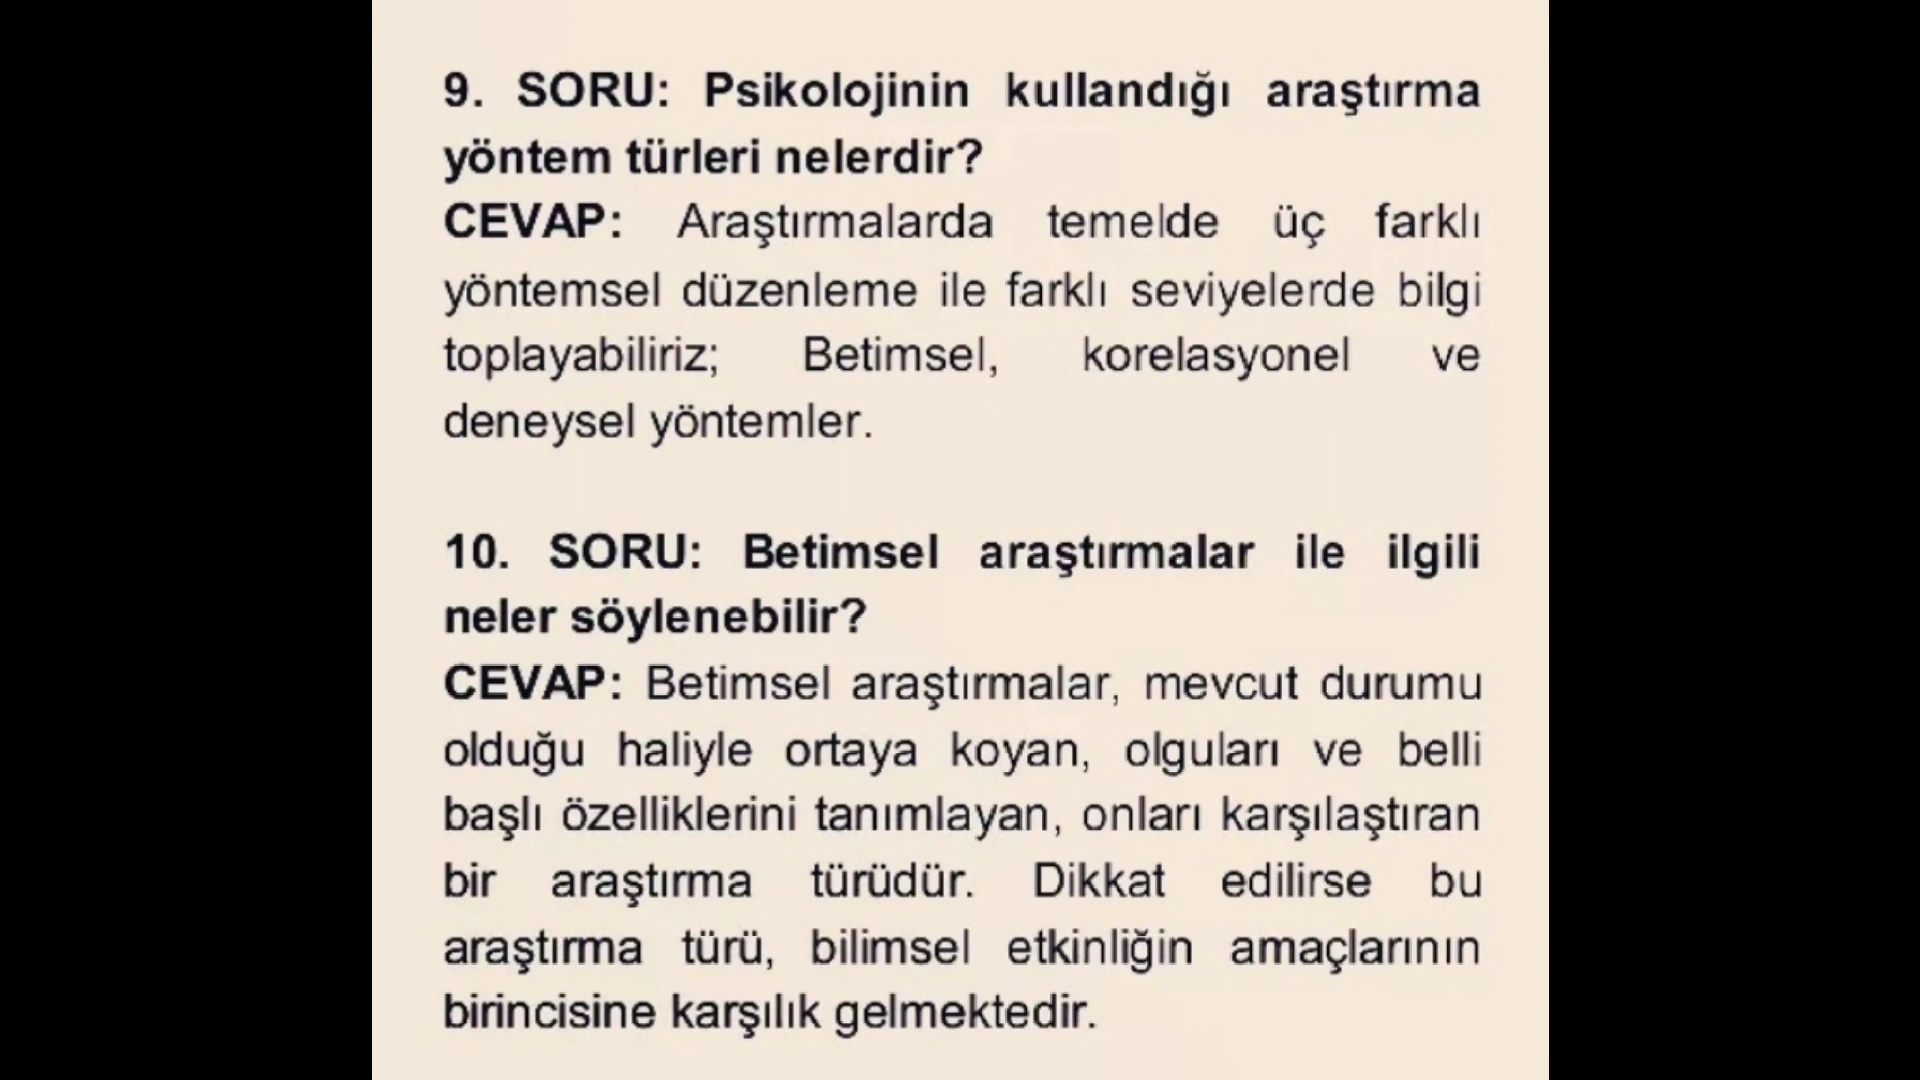 9. SORU: Psikolojinin kullandığı araştırma
yöntem türleri nelerdir?
CEVAP: Araştırmalarda temelde üç farklı
yöntemsel düzenleme ile farklı seviyelerde bilgi
toplayabiliriz; Betimsel, korelasyonel ve
deneysel yöntemler.
10. SORU: Betimsel araştırmalar ile ilgili
neler söylenebilir?
CEVAP: Betimsel araştırmalar, mevcut durumu
olduğu haliyle ortaya koyan, olguları ve belli
başlı özelliklerini tanımlayan, onları karşılaştıran
bir araştırma türüdür. Dikkat edilirse bu
araştırma türü, bilimsel etkinliğin amaçlarının
birincisine karşılık gelmektedir.